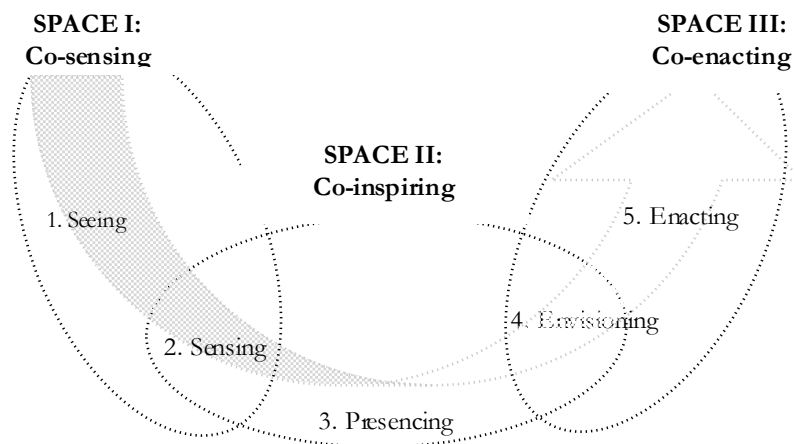 SPACE I:
Co-sensing
SPACE III:
Co-enacting
SPACE II:
Co-inspiring
1. Seeing
5. Enacting
4. Envisioning
2. Sensing
3. Presencing